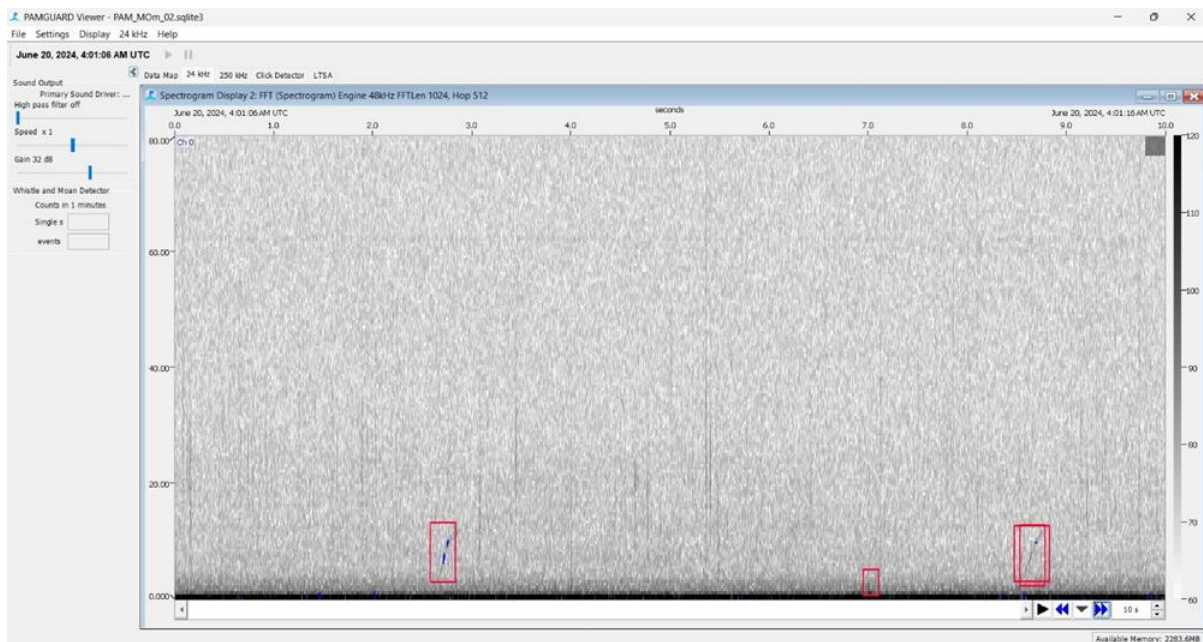 PAMGUARD Viewer - PAM_MOm_02.sqlite3
File Settings Display 24 kHz Help
June 20, 2024, 4:01:06 AM UTC
Sound Output
Primary Sound Driver: ...
High pass filter off
Speed x 1
Gain 32 dB
Whistle and Moan Detector
Counts in 1 minutes
Single s
events
Data Map 24 kHz 250 kHz Click Detector LTSA
Spectrogram Display 2: FFT (Spectrogram) Engine 48kHz FFTLen 1024, Hop 512
June 20, 2024, 4:01:06 AM UTC seconds June 20, 2024, 4:01:16 AM UTC
0.0 1.0 2.0 3.0 4.0 5.0 6.0 7.0 8.0 9.0 10.0
80.00 Ch 0 120
110
60.00
100
40.00 90
80
20.00
70
0.000 60
10 s
Available Memory: 2283.6MB